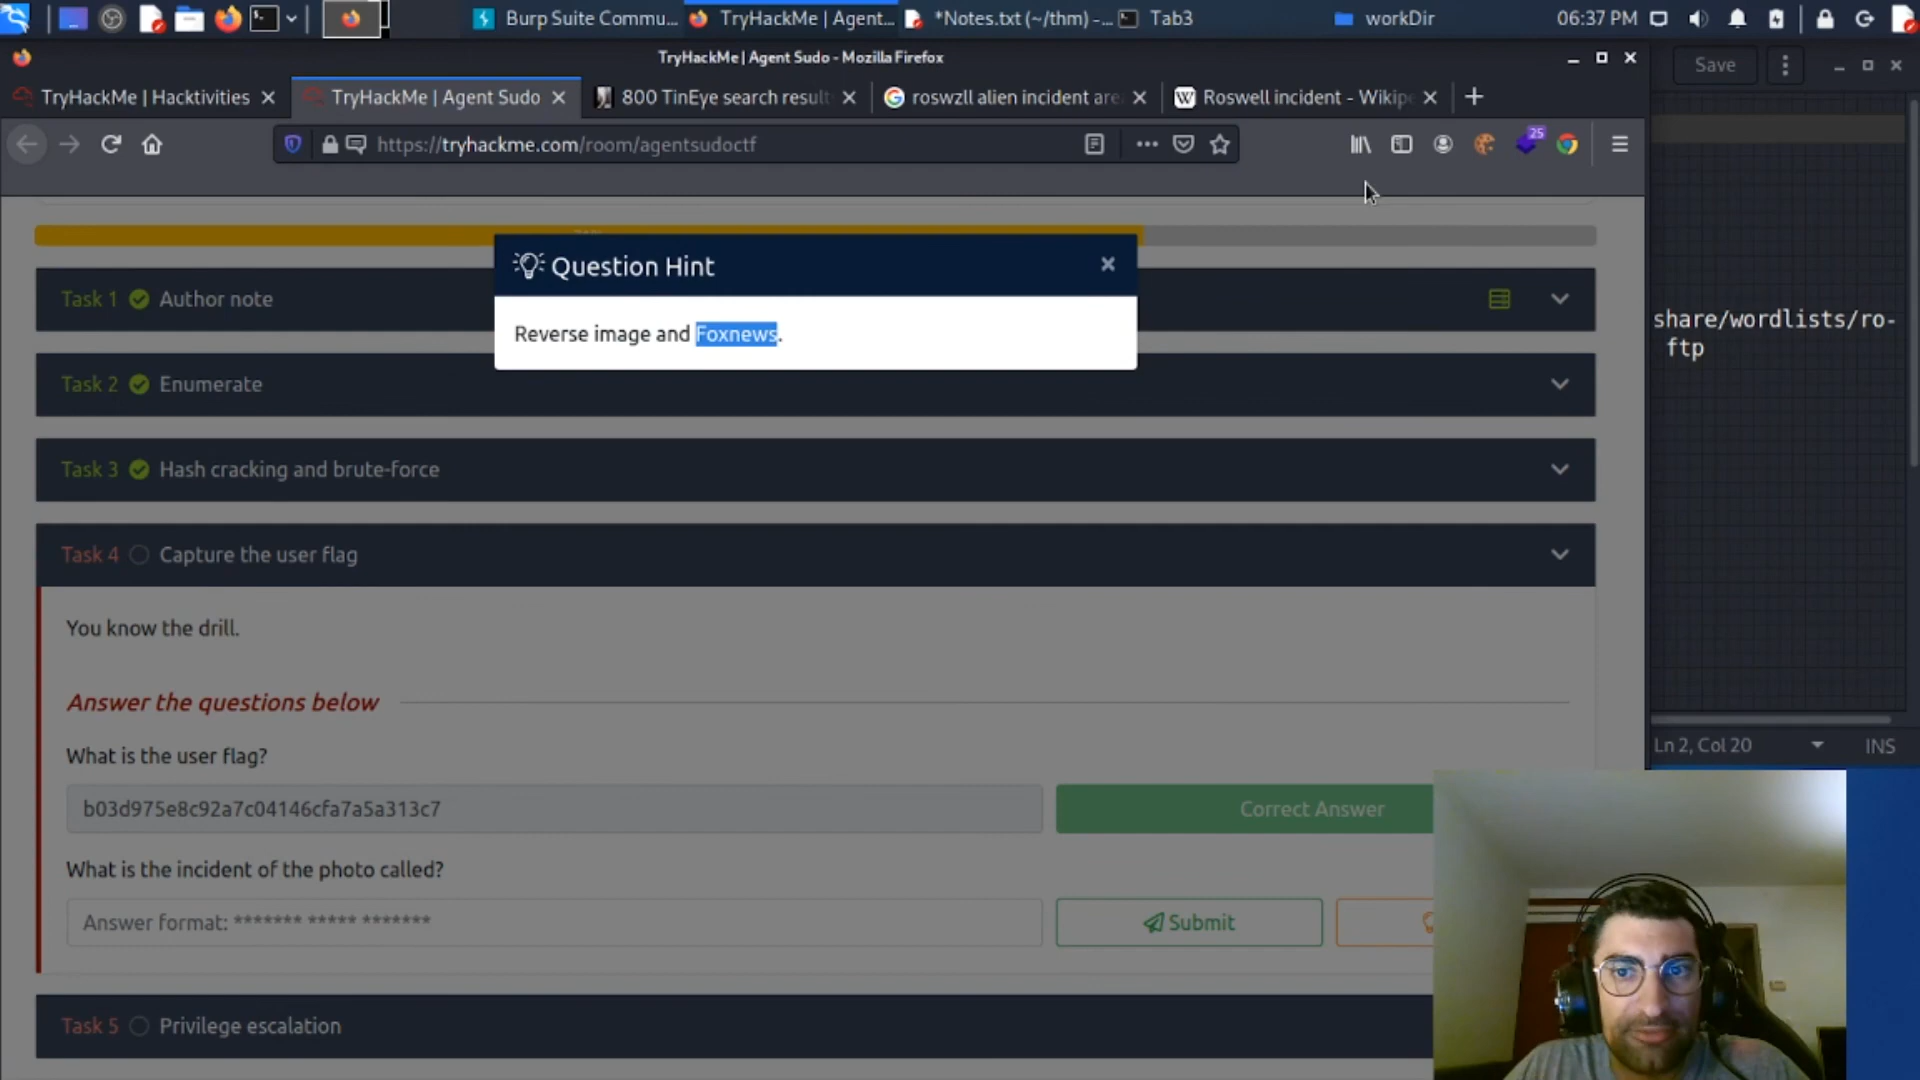 Burp Suite Commu...
TryHackMe | Agent...
*Notes.txt (~/thm) -...
Tab3
workDir
06:37 PM
TryHackMe | Agent Sudo - Mozilla Firefox
Save
TryHackMe | Hacktivities
TryHackMe | Agent Sudo
800 TinEye search result
roswzll alien incident are
W Roswell incident - Wikipe
https://tryhackme.com/room/agentsudoctf
25
Question Hint
Reverse image and Foxnews.
Task 1 Author note
Task 2 Enumerate
Task 3 Hash cracking and brute-force
Task 4 Capture the user flag
You know the drill.
Answer the questions below
What is the user flag?
b03d975e8c92a7c04146cfa7a5a313c7
Correct Answer
What is the incident of the photo called?
Answer format: ******* ***** *******
Submit
Task 5 Privilege escalation
share/wordlists/ro-
ftp
Ln 2, Col 20
INS